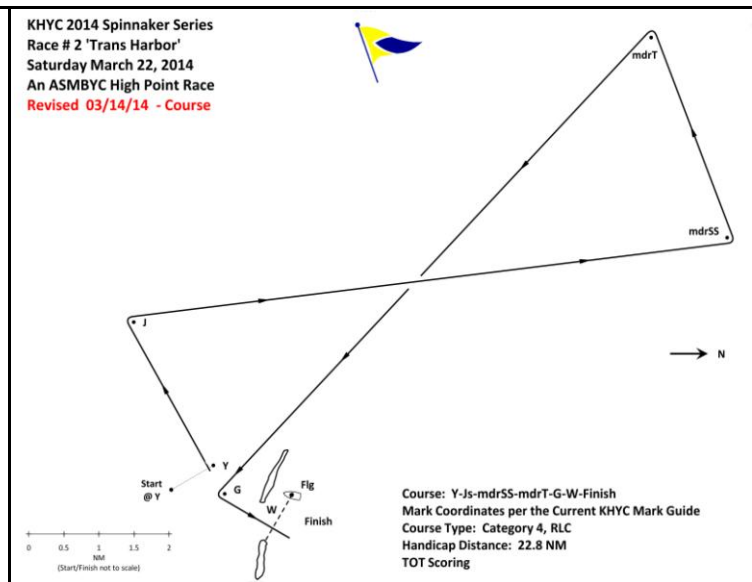 KHYC 2014 Spinnaker Series
Race # 2 'Trans Harbor'
Saturday March 22, 2014
An ASMBYC High Point Race
Revised 03/14/14 - Course
mdrT
mdrSS
J
N
Y
Start
@ Y
G
Flg
W
Finish
Course: Y-Js-mdrSS-mdrT-G-W-Finish
Mark Coordinates per the Current KHYC Mark Guide
Course Type: Category 4, RLC
Handicap Distance: 22.8 NM
TOT Scoring
0 0.5 1 1.5 2
NM
(Start/Finish not to scale)